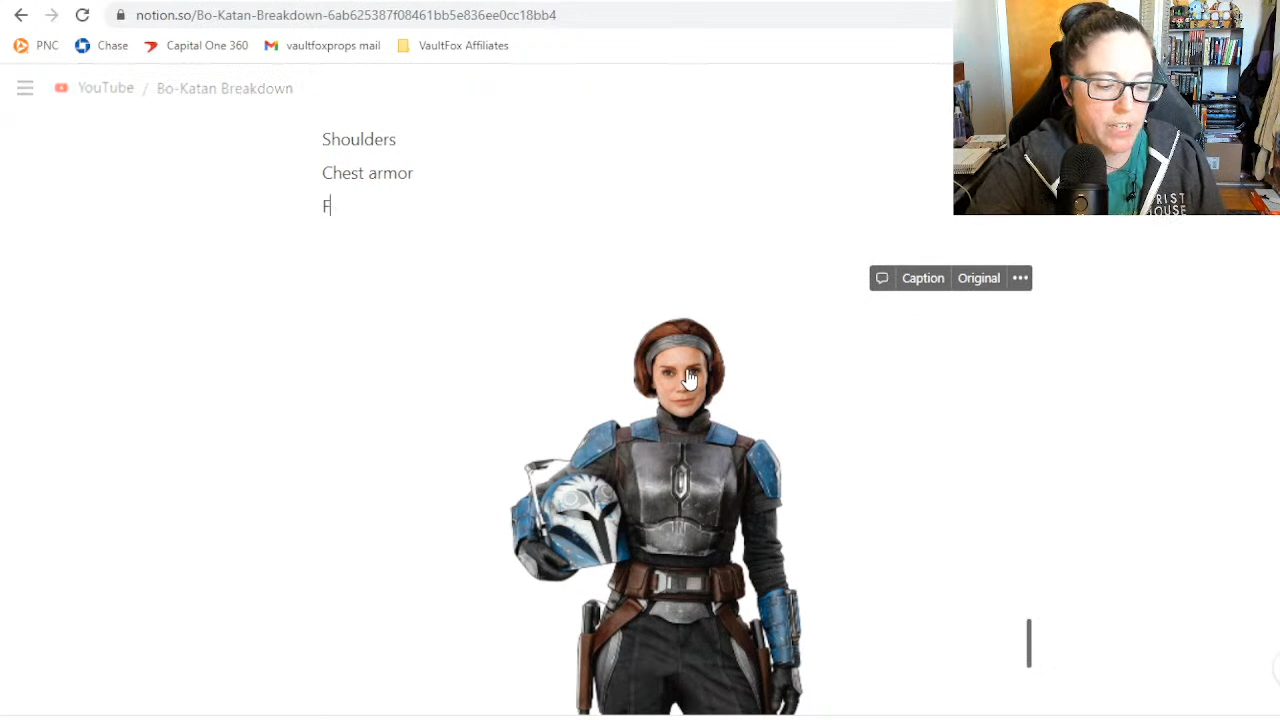 notion.so/Bo-Katan-Breakdown-6ab625387f08461bb5e836ee0cc18bb4
PNC Chase Capital One 360 vaultfoxprops mail VaultFox Affiliates
YouTube / Bo-Katan Breakdown
Shoulders
Chest armor
F
Caption Original